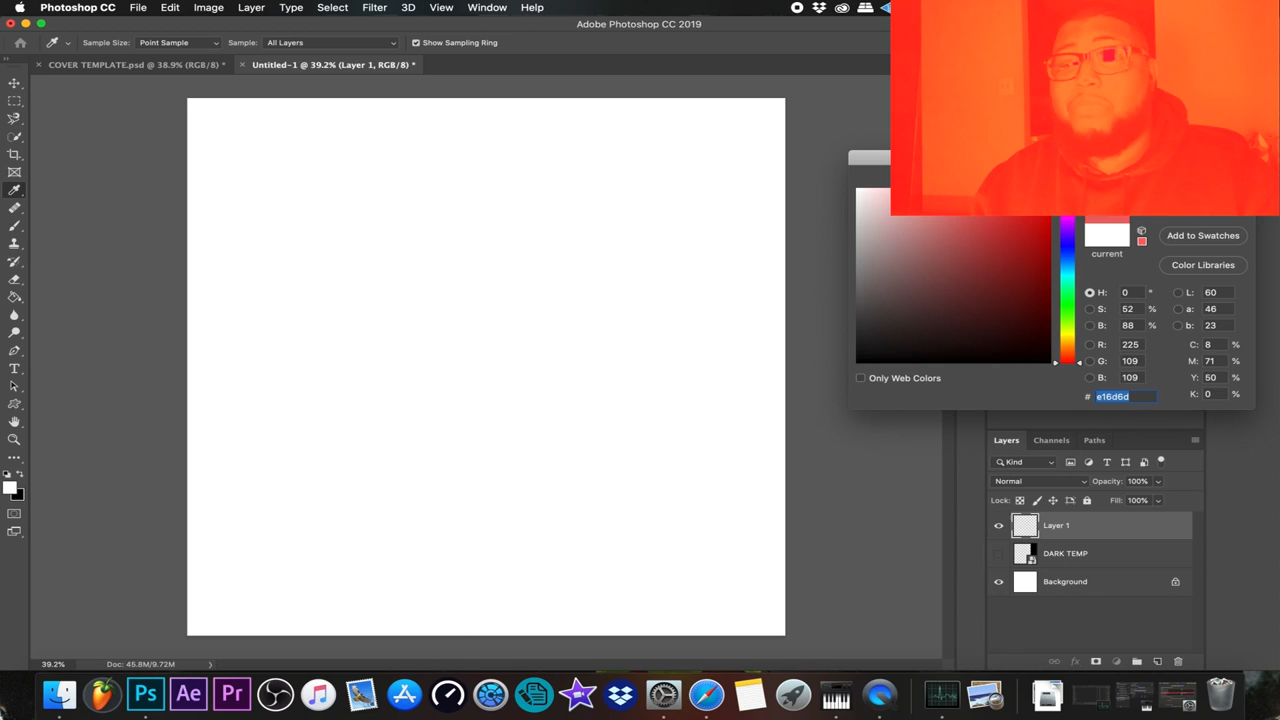 Photoshop CC File Edit Image Layer Type Select Filter 3D View Window Help
Adobe Photoshop CC 2019
Sample Size: Point Sample Sample: All Layers Show Sampling Ring
COVER TEMPLATE.psd @ 38.9% (RGB/8) * Untitled-1 @ 39.2% (Layer 1, RGB/8) *
Add to Swatches
current
Color Libraries
H: 0 ° L: 60
S: 52 % a: 46
B: 88 % b: 23
R: 225 C: 8 %
G: 109 M: 71 %
Only Web Colors B: 109 Y: 50 %
# e16d6d K: 0 %
Layers Channels Paths
Kind
Normal Opacity: 100%
Lock: Fill: 100%
Layer 1
DARK TEMP
Background
39.2% Doc: 45.8M/9.72M
Ps Ae Pr